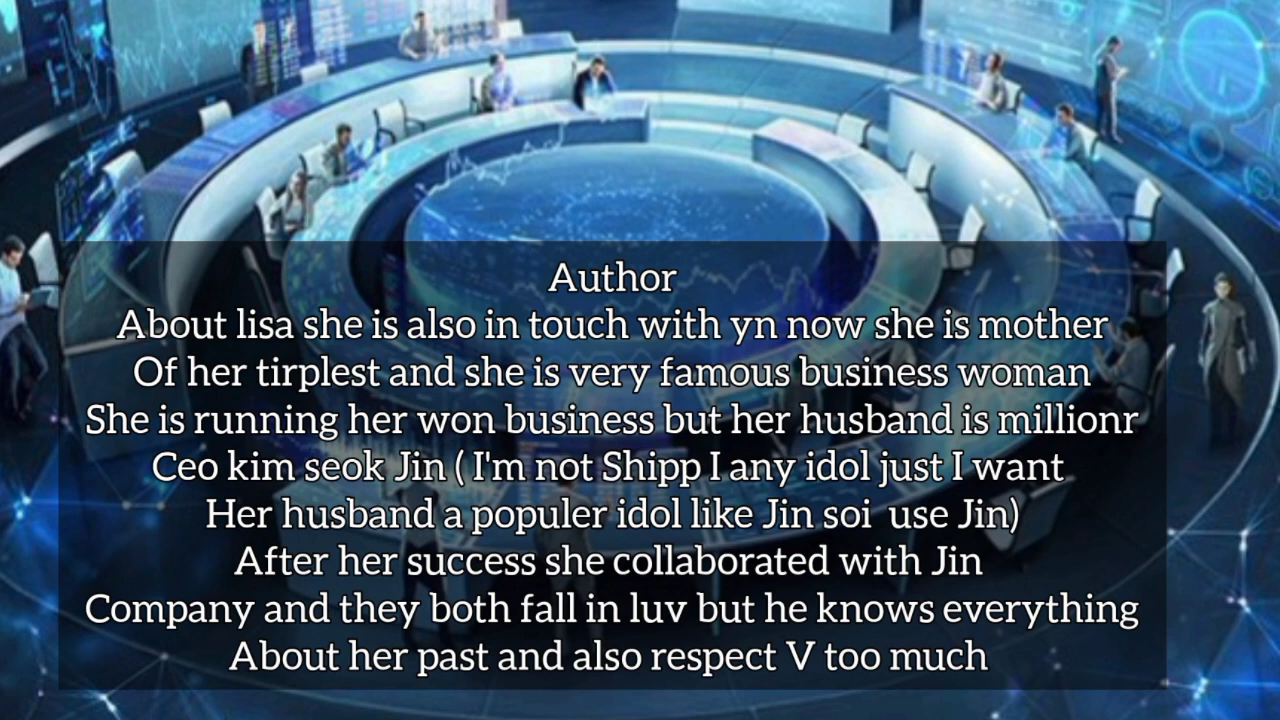 Author
About lisa she is also in touch with yn now she is mother
Of her tirplest and she is very famous business woman
She is running her won business but her husband is millionr
Ceo kim seok Jin ( I'm not Shipp I any idol just I want
Her husband a populer idol like Jin soi  use Jin)
After her success she collaborated with Jin
Company and they both fall in luv but he knows everything
About her past and also respect V too much